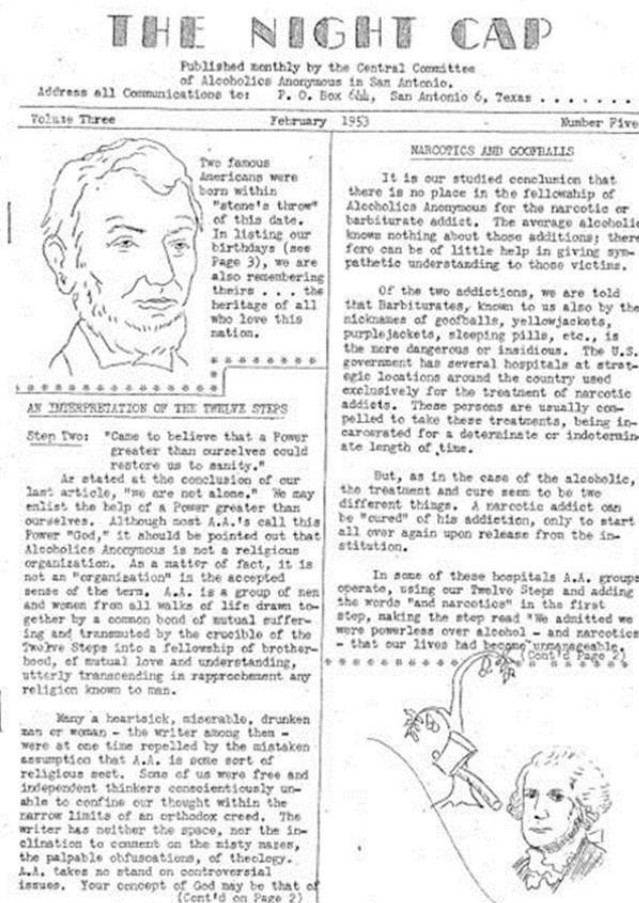 THE NIGHT CAP
Published monthly by the Central Committee
of Alcoholics Anonymous in San Antonio.
Address all Communications to: P. O. Box 644, San Antonio 6, Texas . . . . . . .
Volume Three February 1953 Number Five
Two famous
Americans were
born within
"stone's throw"
of this date.
In listing our
birthdays (see
Page 3), we are
also remembering
theirs . . . the
heritage of all
who love this
nation.
AN INTERPRETATION OF THE TWELVE STEPS
Step Two: "Came to believe that a Power
greater than ourselves could
restore us to sanity."
As stated at the conclusion of our
last article, "we are not alone." We may
enlist the help of a Power greater than
ourselves. Although most A.A.'s call this
Power "God," it should be pointed out that
Alcoholics Anonymous is not a religious
organization. As a matter of fact, it is
not an "organization" in the accepted
sense of the term. A.A. is a group of men
and women from all walks of life drawn to-
gether by a common bond of mutual suffer-
ing and transmuted by the crucible of the
Twelve Steps into a fellowship of brother-
hood, of mutual love and understanding,
utterly transcending in rapprochement any
religion known to man.
Many a heartsick, miserable, drunken
man or woman - the writer among them -
were at one time repelled by the mistaken
assumption that A.A. is some sort of
religious sect. Some of us were free and
independent thinkers conscientiously un-
able to confine our thought within the
narrow limits of an orthodox creed. The
writer has neither the space, nor the in-
clination to comment on the misty mazes,
the palpable obfuscations, of theology.
A.A. takes no stand on controversial
issues. Your concept of God may be that of
(Cont'd on Page 2)
NARCOTICS AND GOOFBALLS
It is our studied conclusion that
there is no place in the fellowship of
Alcoholics Anonymous for the narcotic or
barbiturate addict. The average alcoholic
knows nothing about those additions; there
fore can be of little help in giving sym-
pathetic understanding to those victims.
Of the two addictions, we are told
that Barbiturates, known to us also by the
nicknames of goofballs, yellowjackets,
purplejackets, sleeping pills, etc., is
the more dangerous or insidious. The U.S.
government has several hospitals at strat-
egic locations around the country used
exclusively for the treatment of narcotic
addicts. These persons are usually com-
pelled to take these treatments, being in-
carcerated for a determinate or indetermin
ate length of time.
But, as in the case of the alcoholic,
the treatment and cure seem to be two
different things. A narcotic addict can
be "cured" of his addiction, only to start
all over again upon release from the in-
stitution.
In some of these hospitals A.A. groups
operate, using our Twelve Steps and adding
the words "and narcotics" in the first
step, making the step read "We admitted we
were powerless over alcohol - and narcotics
- that our lives had become unmanageable.
(Cont'd Page 2)